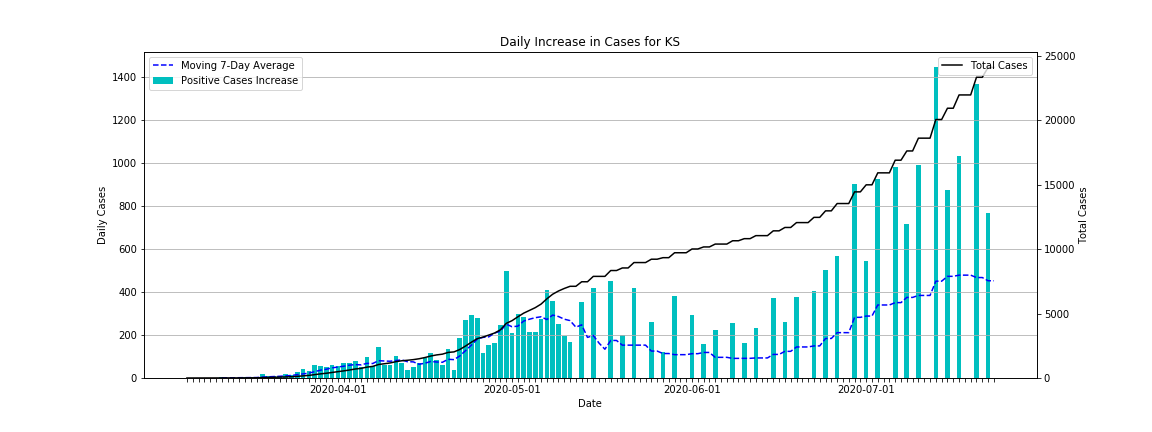 Daily Increase in Cases for KS
Moving 7-Day Average
Positive Cases Increase
Total Cases
1400
1200
1000
800
600
400
200
0
Daily Cases
25000
20000
15000
10000
5000
0
Total Cases
2020-04-01
2020-05-01
2020-06-01
2020-07-01
Date